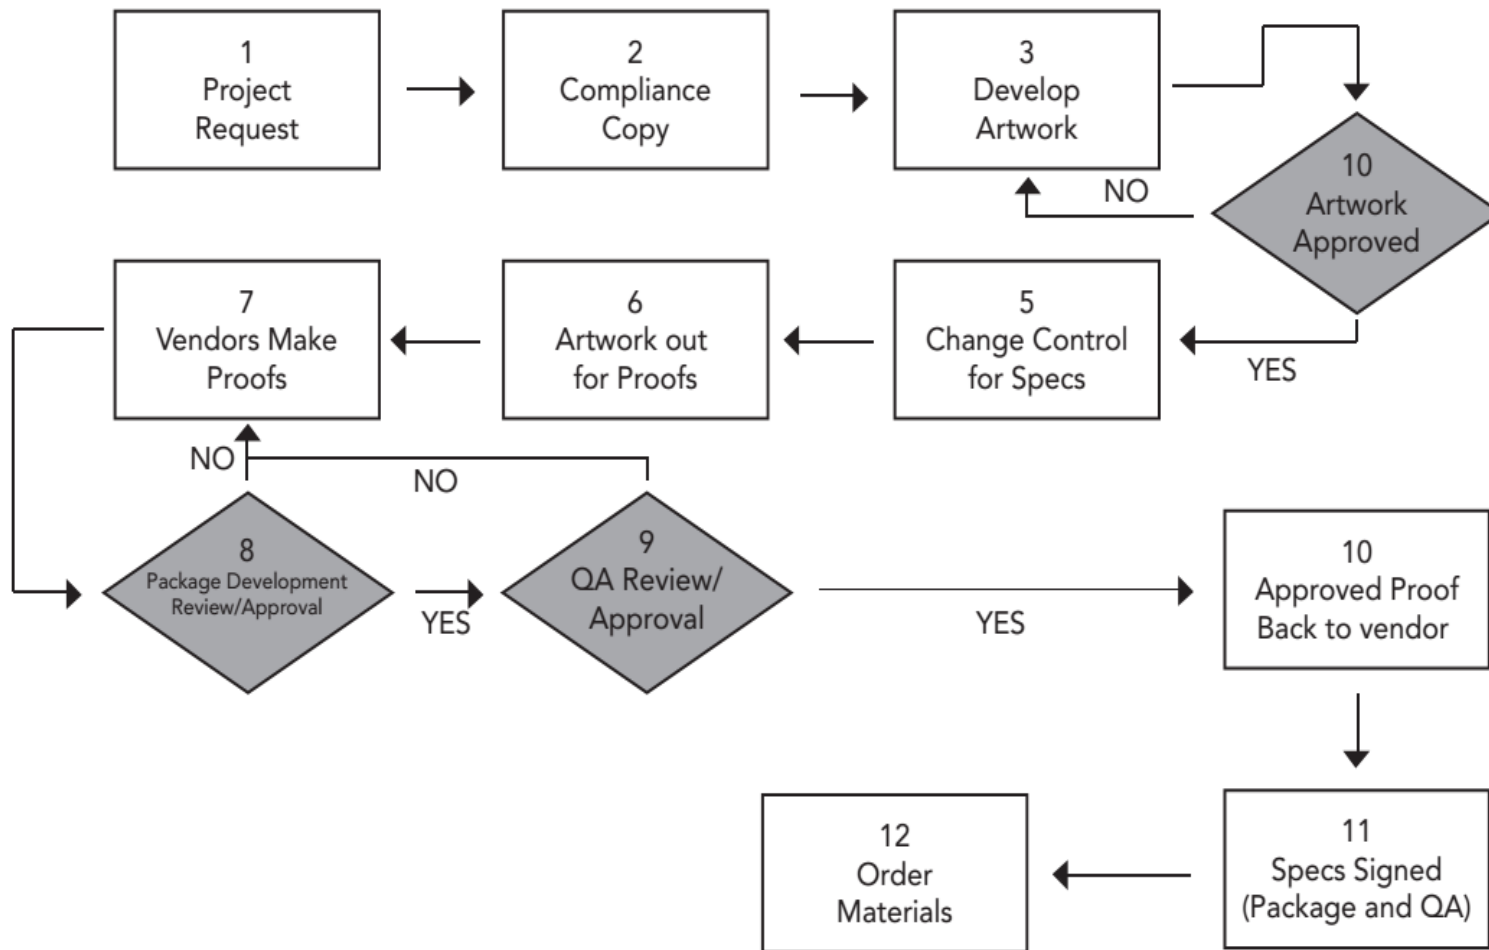 1
Project
Request
2
Compliance
Copy
3
Develop
Artwork
10
Artwork
Approved
NO
YES
5
Change Control
for Specs
6
Artwork out
for Proofs
7
Vendors Make
Proofs
NO
NO
8
Package Development
Review/Approval
YES
9
QA Review/
Approval
YES
10
Approved Proof
Back to vendor
11
Specs Signed
(Package and QA)
12
Order
Materials